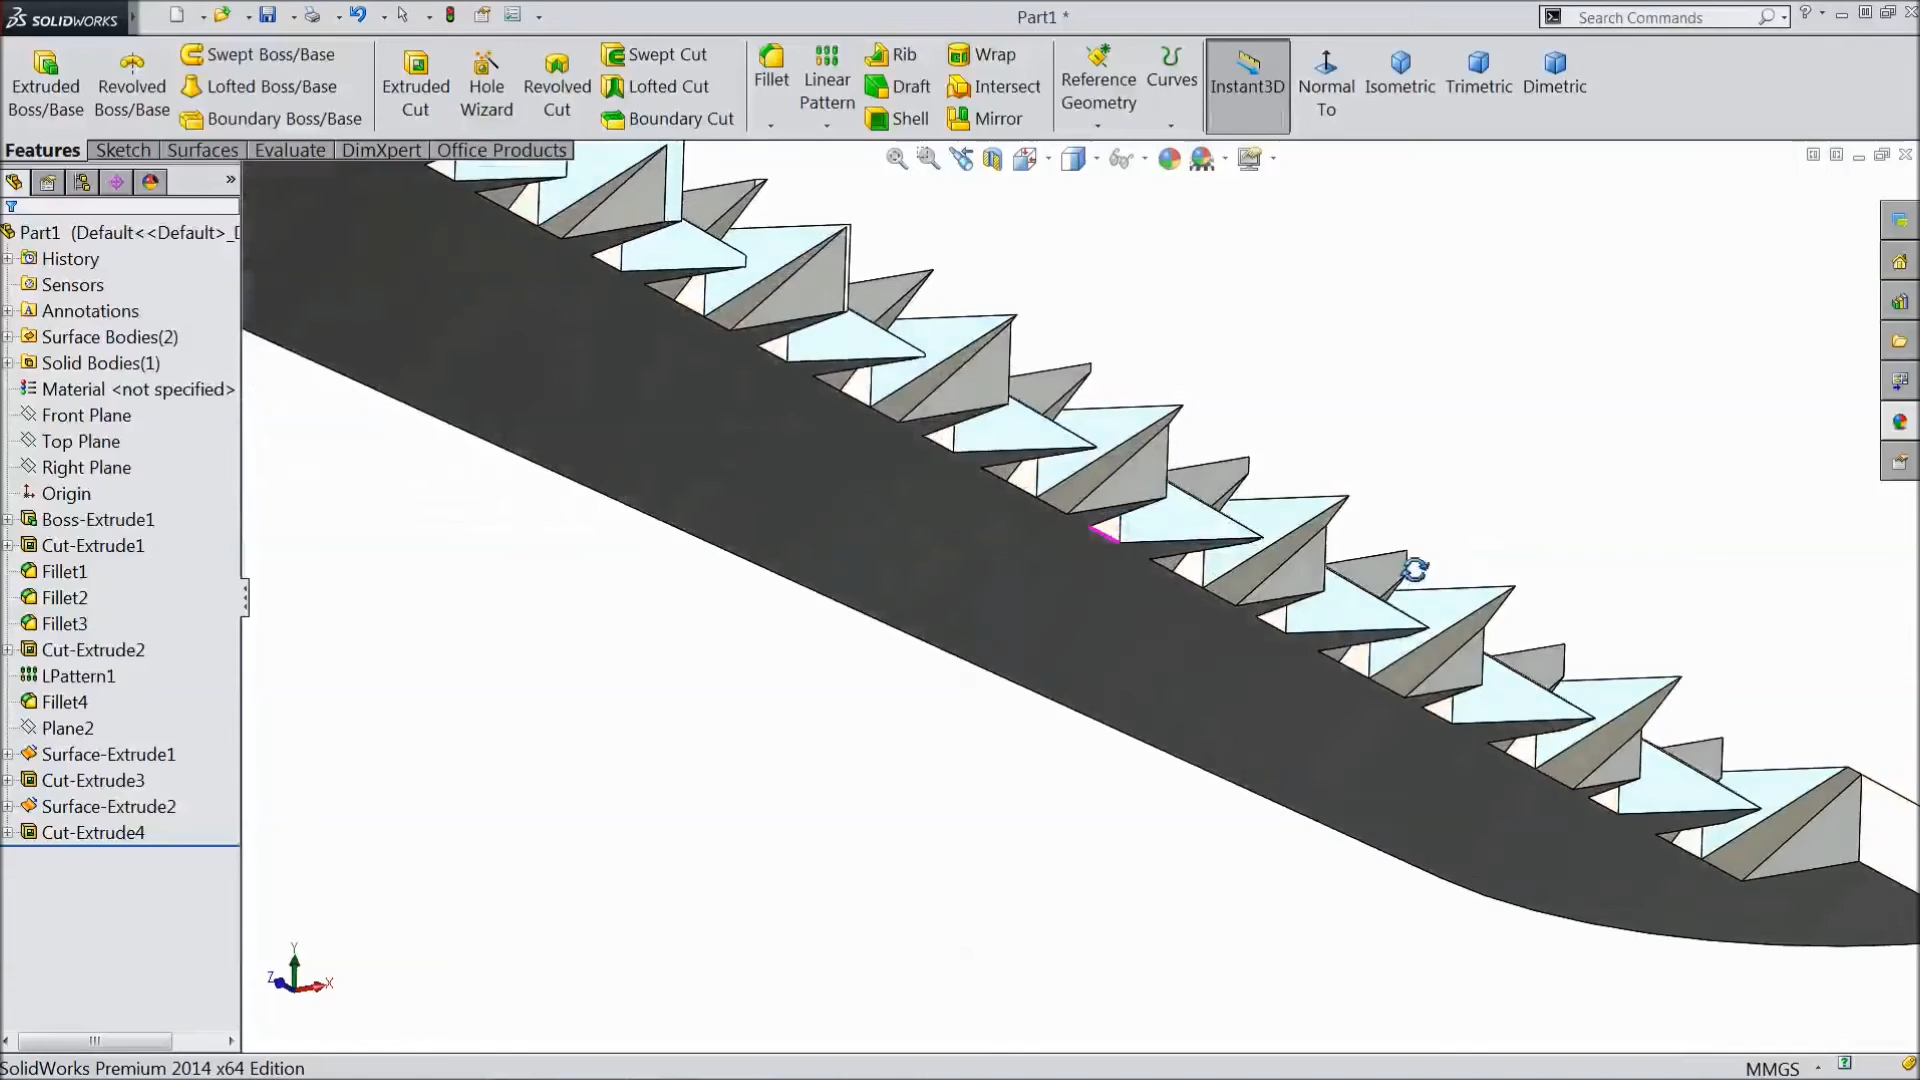 SOLIDWORKS
Part1 *
Search Commands
Extruded Boss/Base
Revolved Boss/Base
Swept Boss/Base
Lofted Boss/Base
Boundary Boss/Base
Extruded Cut
Hole Wizard
Revolved Cut
Swept Cut
Lofted Cut
Boundary Cut
Fillet
Linear Pattern
Rib
Draft
Shell
Wrap
Intersect
Mirror
Reference Geometry
Curves
Instant3D
Normal To
Isometric
Trimetric
Dimetric
Features
Sketch
Surfaces
Evaluate
DimXpert
Office Products
Part1 (Default<<Default>_
History
Sensors
Annotations
Surface Bodies(2)
Solid Bodies(1)
Material <not specified>
Front Plane
Top Plane
Right Plane
Origin
Boss-Extrude1
Cut-Extrude1
Fillet1
Fillet2
Fillet3
Cut-Extrude2
LPattern1
Fillet4
Plane2
Surface-Extrude1
Cut-Extrude3
Surface-Extrude2
Cut-Extrude4
Y
Z
X
SolidWorks Premium 2014 x64 Edition
MMGS